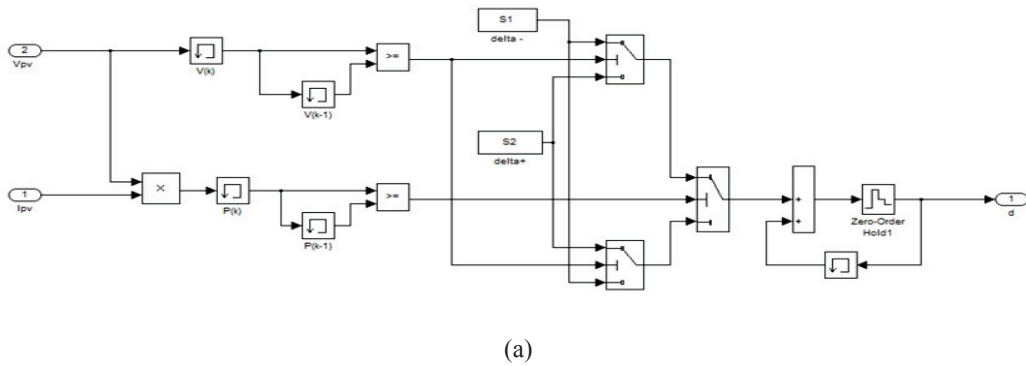 S1
delta -
2
Vpv
V(k)
>=
V(k-1)
S2
delta+
1
Ipv
×
P(k)
>=
P(k-1)
+
+
Zero-Order
Hold1
1
d
(a)